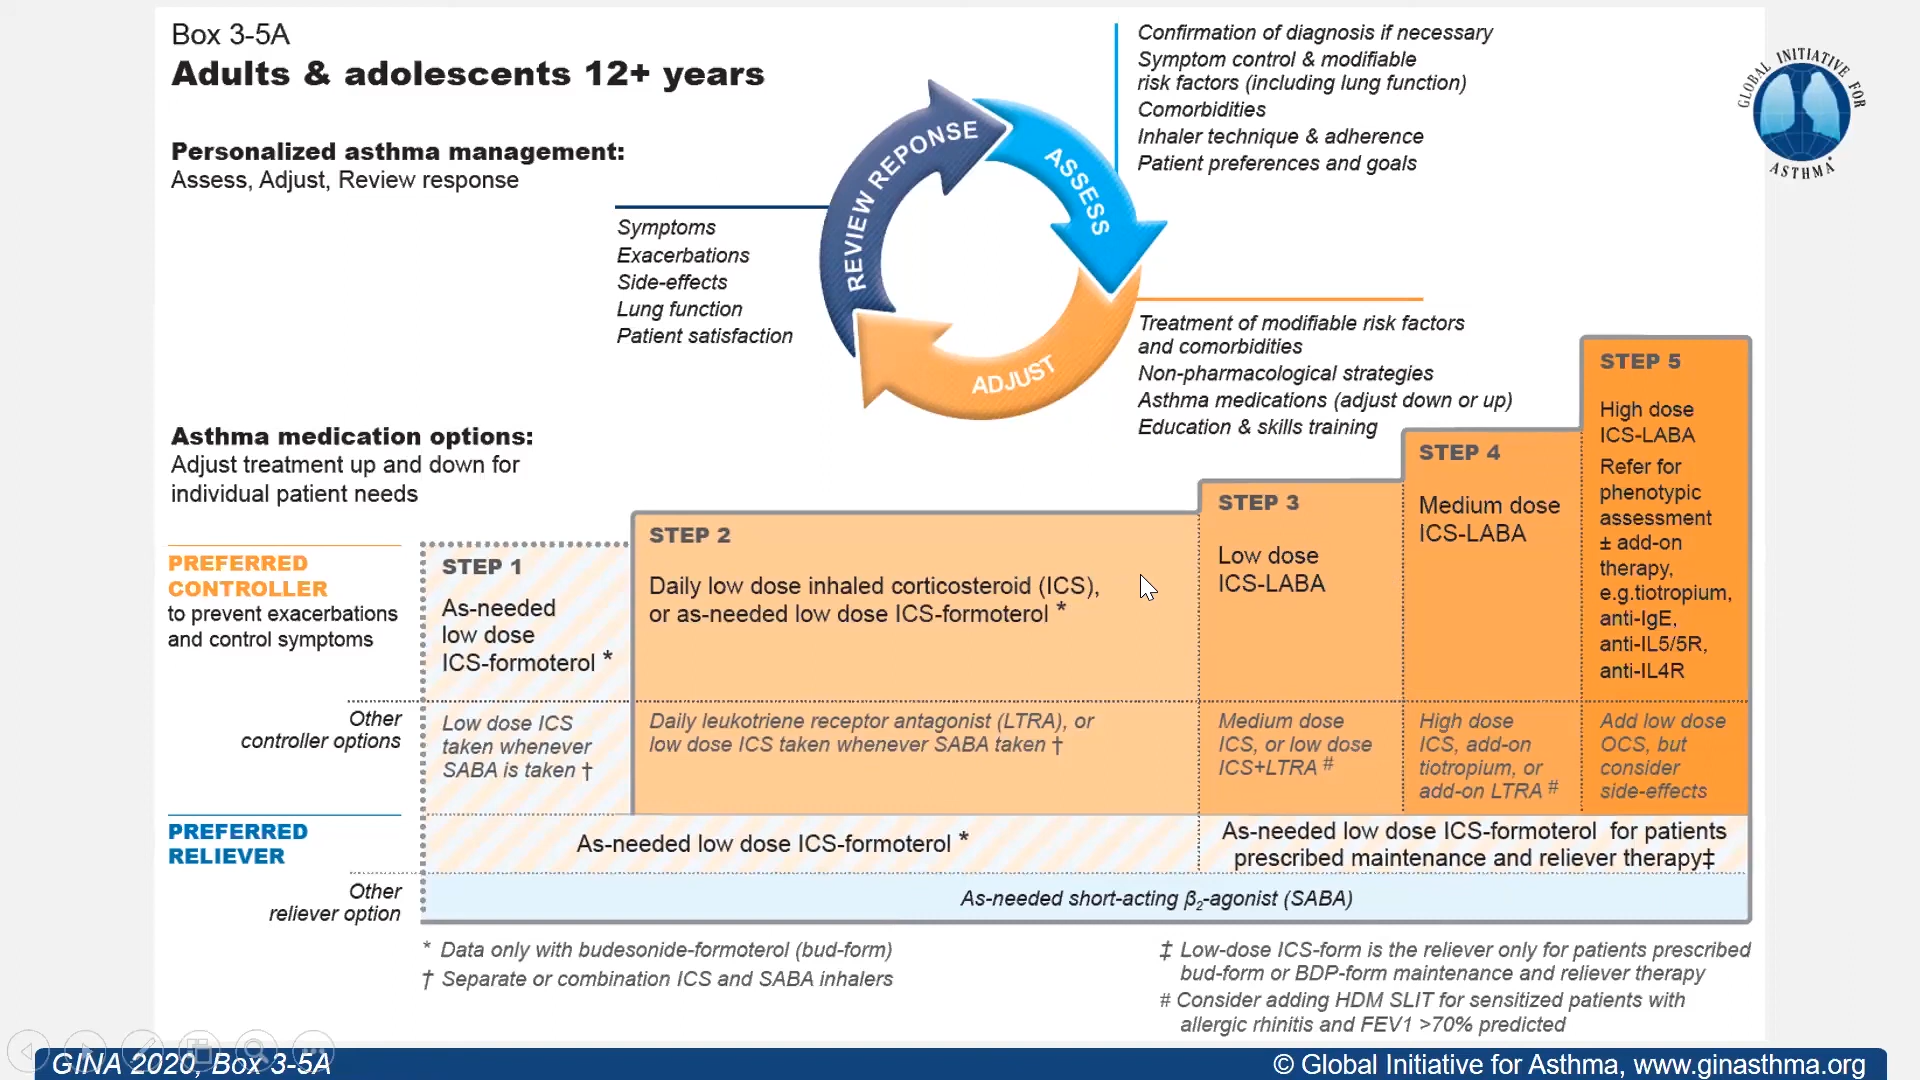 Box 3-5A
Adults & adolescents 12+ years
Personalized asthma management:
Assess, Adjust, Review response
Symptoms
Exacerbations
Side-effects
Lung function
Patient satisfaction
REVIEW REPONSE
ASSESS
ADJUST
Confirmation of diagnosis if necessary
Symptom control & modifiable
risk factors (including lung function)
Comorbidities
Inhaler technique & adherence
Patient preferences and goals
GLOBAL INITIATIVE FOR
ASTHMA
Treatment of modifiable risk factors
and comorbidities
Non-pharmacological strategies
Asthma medications (adjust down or up)
Education & skills training
Asthma medication options:
Adjust treatment up and down for
individual patient needs
PREFERRED
CONTROLLER
to prevent exacerbations
and control symptoms
STEP 1
As-needed
low dose
ICS-formoterol *
STEP 2
Daily low dose inhaled corticosteroid (ICS),
or as-needed low dose ICS-formoterol *
STEP 3
Low dose
ICS-LABA
STEP 4
Medium dose
ICS-LABA
STEP 5
High dose
ICS-LABA
Refer for
phenotypic
assessment
± add-on
therapy,
e.g.tiotropium,
anti-IgE,
anti-IL5/5R,
anti-IL4R
Other
controller options
Low dose ICS
taken whenever
SABA is taken †
Daily leukotriene receptor antagonist (LTRA), or
low dose ICS taken whenever SABA taken †
Medium dose
ICS, or low dose
ICS+LTRA #
High dose
ICS, add-on
tiotropium, or
add-on LTRA #
Add low dose
OCS, but
consider
side-effects
PREFERRED
RELIEVER
As-needed low dose ICS-formoterol *
As-needed low dose ICS-formoterol for patients
prescribed maintenance and reliever therapy‡
Other
reliever option
As-needed short-acting β₂-agonist (SABA)
* Data only with budesonide-formoterol (bud-form)
† Separate or combination ICS and SABA inhalers
‡ Low-dose ICS-form is the reliever only for patients prescribed
bud-form or BDP-form maintenance and reliever therapy
# Consider adding HDM SLIT for sensitized patients with
allergic rhinitis and FEV1 >70% predicted
GINA 2020, Box 3-5A
© Global Initiative for Asthma, www.ginasthma.org